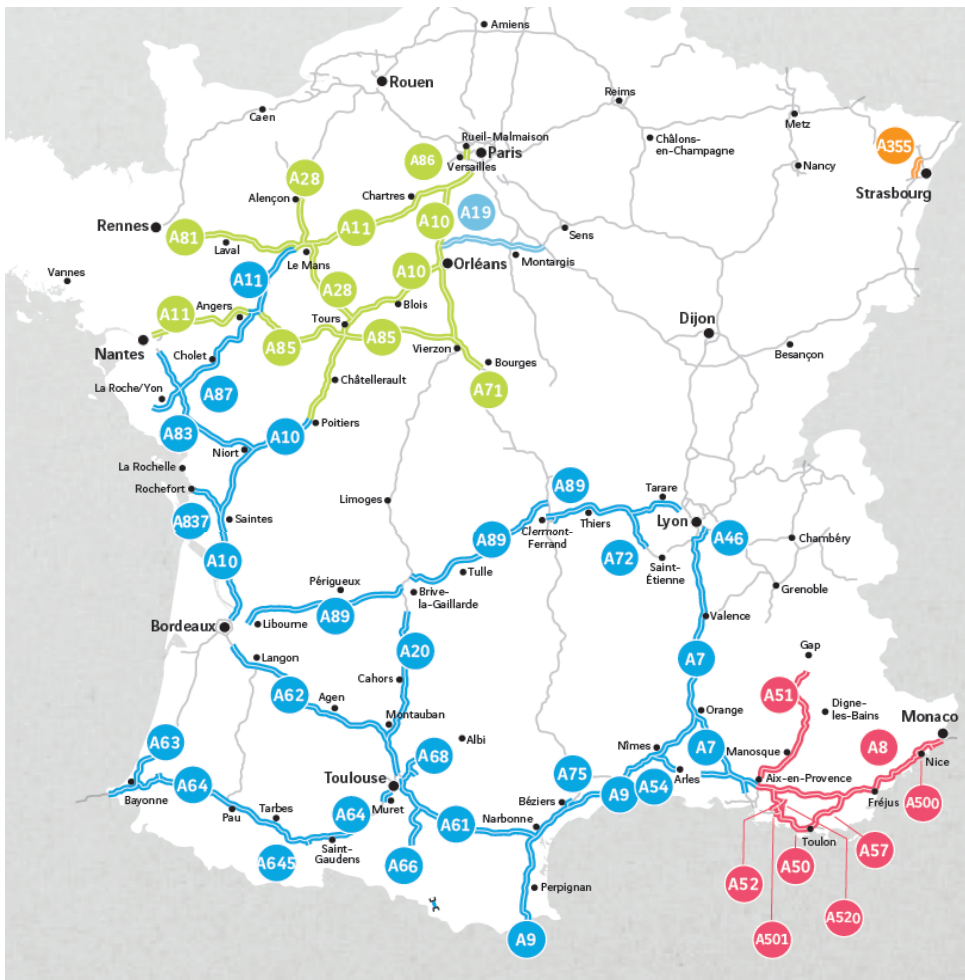 Amiens
Rouen
Reims
Caen
Metz
Rueil-Malmaison
Châlons-
en-Champagne
A355
Paris
A86
Versailles
Nancy
A28
Strasbourg
Alençon
Chartres
A19
Rennes
A11
A10
A81
Sens
Laval
Le Mans
Montargis
Vannes
A11
Orléans
A10
A28
Blois
Angers
A11
Tours
Dijon
Nantes
A85
A85
Cholet
Vierzon
Besançon
Bourges
La Roche/Yon
Châtellerault
A87
A71
Poitiers
A83
A10
Niort
La Rochelle
Rochefort
A89
Tarare
Limoges
Thiers
A837
Saintes
Lyon
Clermont-
Ferrand
A89
A46
Chambéry
A72
Saint-
Étienne
A10
Tulle
Périgueux
Grenoble
Brive-
la-Gaillarde
A89
Valence
Bordeaux
Libourne
A20
Gap
Langon
A7
Cahors
A62
A51
Agen
Orange
Digne-
les-Bains
Montauban
Monaco
Albi
A63
A68
Nîmes
A7
Manosque
A8
Nice
Toulouse
A75
Arles
Aix-en-Provence
A64
Bayonne
Muret
Béziers
A9
A54
Fréjus
A500
Tarbes
Pau
A64
A61
Narbonne
Toulon
Saint-
Gaudens
A57
A645
A66
A50
A52
Perpignan
A520
A9
A501